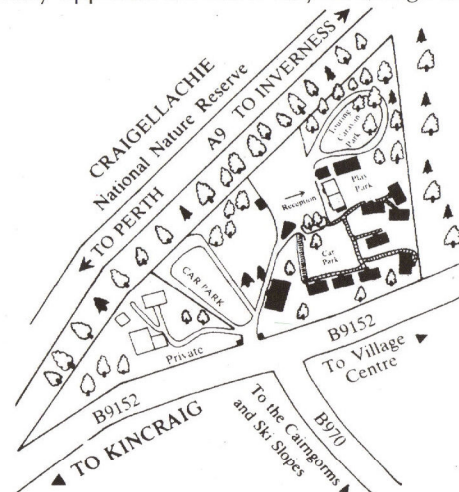 CRAIGELLACHIE
National Nature Reserve
A9 TO INVERNESS
TO PERTH
Touring
Caravan
Park
Play
Park
Reception
Car
Park
CAR PARK
Private
B9152
B9152
To Village
Centre
TO KINCRAIG
To the Cairngorms
and Ski Slopes
B970